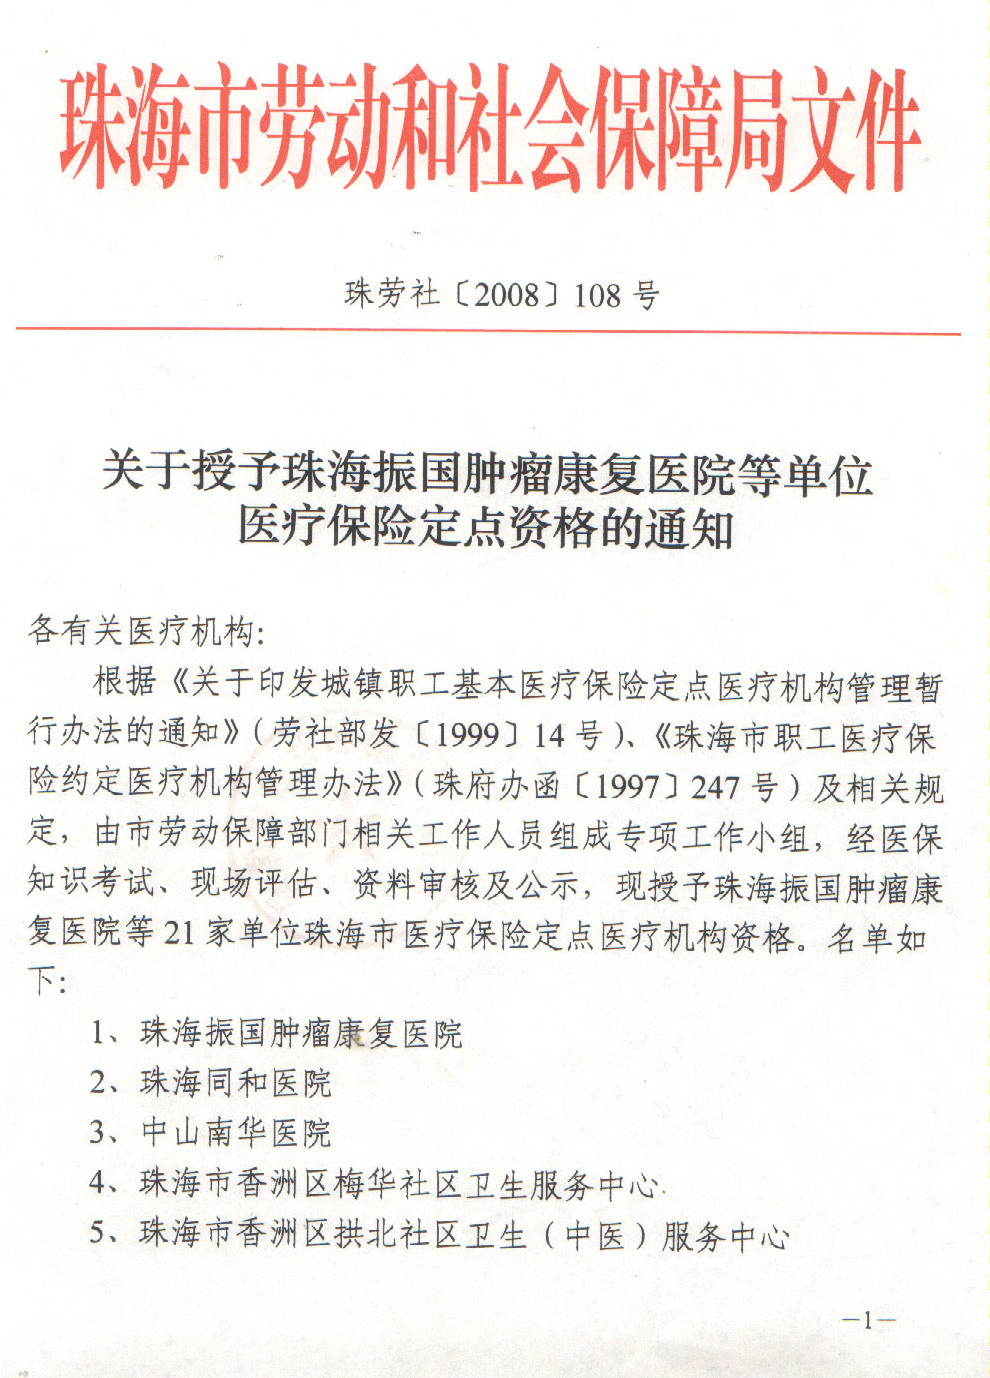 珠海市劳动和社会保障局文件
珠劳社〔2008〕108号
关于授予珠海振国肿瘤康复医院等单位
医疗保险定点资格的通知
各有关医疗机构:
根据《关于印发城镇职工基本医疗保险定点医疗机构管理暂
行办法的通知》(劳社部发〔1999〕14号)、《珠海市职工医疗保
险约定医疗机构管理办法》(珠府办函〔1997〕247号)及相关规
定，由市劳动保障部门相关工作人员组成专项工作小组，经医保
知识考试、现场评估、资料审核及公示，现授予珠海振国肿瘤康
复医院等21家单位珠海市医疗保险定点医疗机构资格。名单如
下:
1、珠海振国肿瘤康复医院
2、珠海同和医院
3、中山南华医院
4、珠海市香洲区梅华社区卫生服务中心
5、珠海市香洲区拱北社区卫生(中医)服务中心
—1—